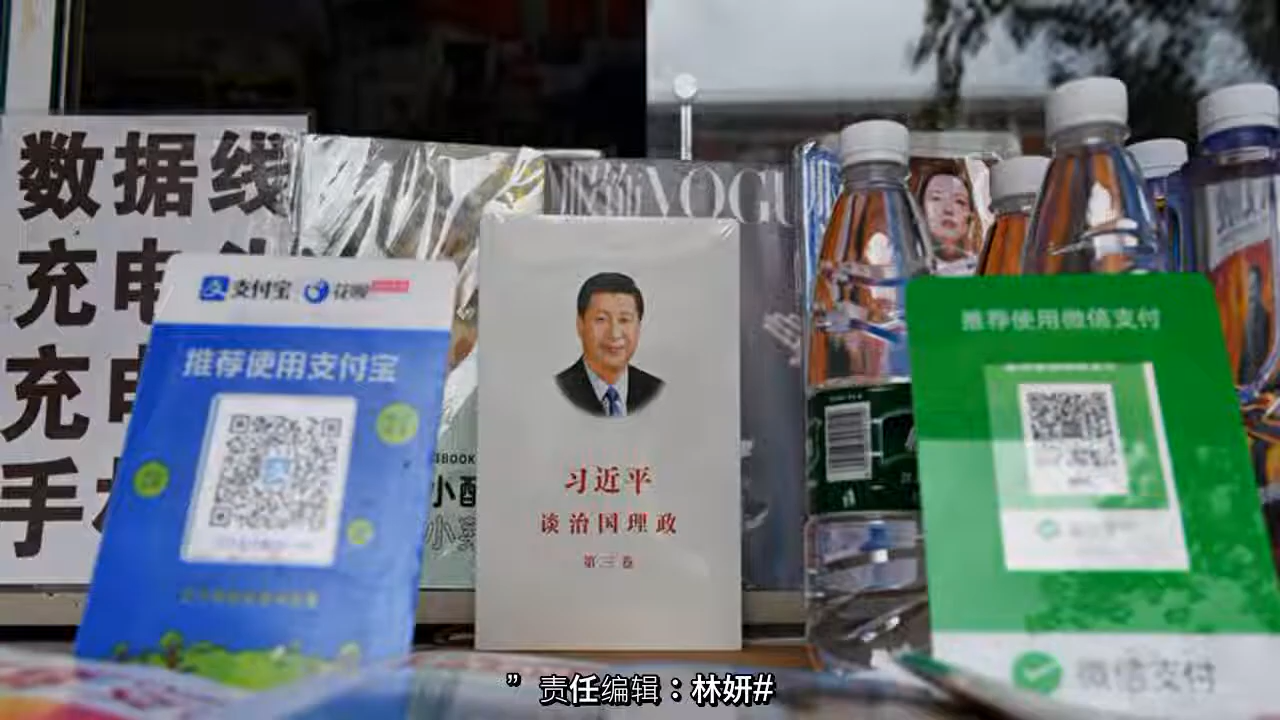 数据线
充电
充电
手
支付宝 花呗
推荐使用支付宝
VOGU
BOOK
小
习近平
谈治国理政
第三卷
推荐使用微信支付
微信支付
”责任编辑：林妍#